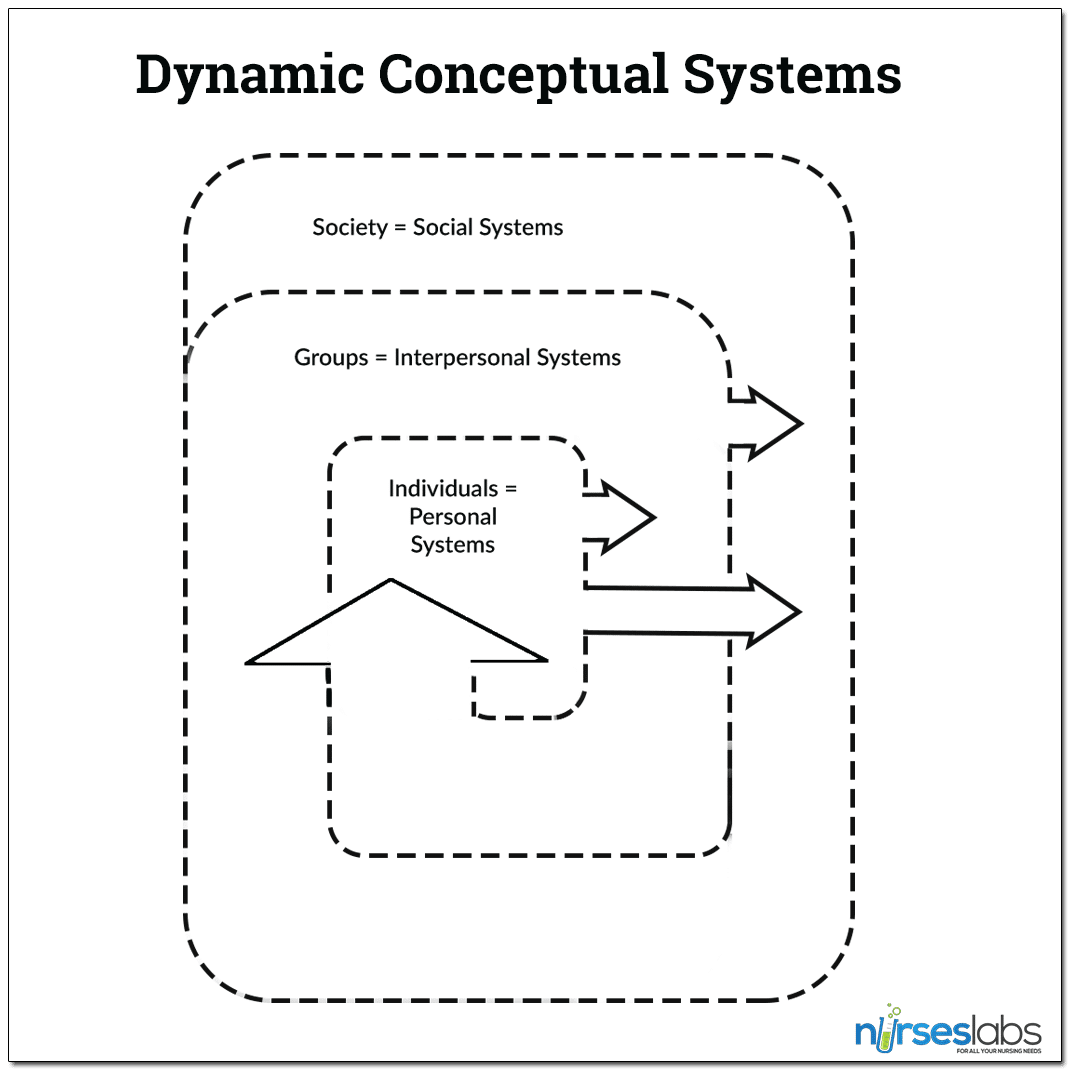 Dynamic Conceptual Systems
Society = Social Systems
Groups = Interpersonal Systems
Individuals =
Personal
Systems
nurseslabs
FOR ALL YOUR NURSING NEEDS